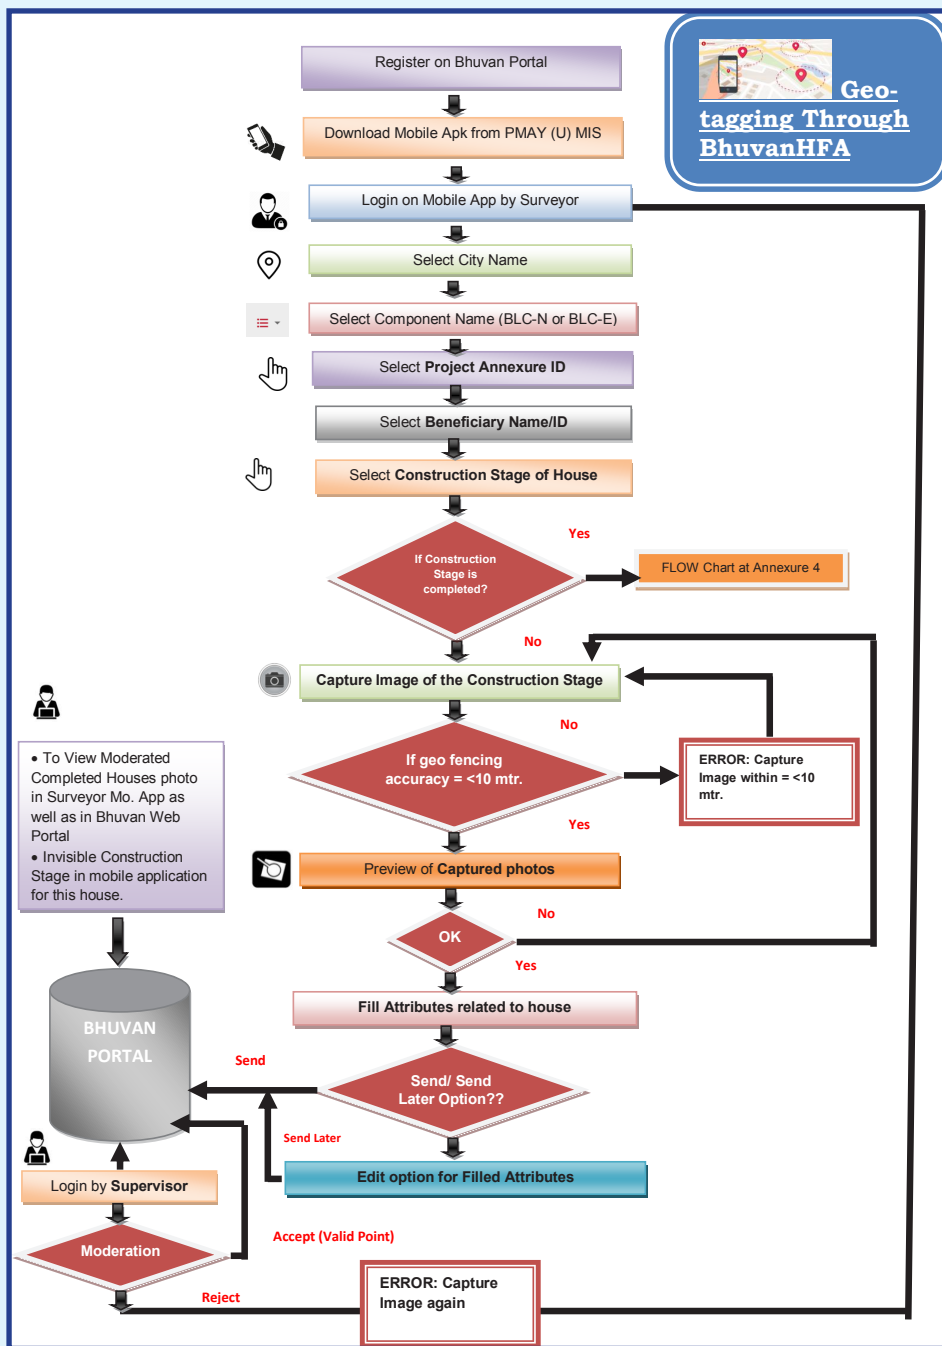 Register on Bhuvan Portal
Geo-
tagging Through
BhuvanHFA
Download Mobile Apk from PMAY (U) MIS
Login on Mobile App by Surveyor
Select City Name
Select Component Name (BLC-N or BLC-E)
Select Project Annexure ID
Select Beneficiary Name/ID
Select Construction Stage of House
If Construction
Stage is
completed?
Yes
FLOW Chart at Annexure 4
No
Capture Image of the Construction Stage
If geo fencing
accuracy = <10 mtr.
No
ERROR: Capture
Image within = <10
mtr.
Yes
Preview of Captured photos
OK
No
Yes
Fill Attributes related to house
Send/ Send
Later Option??
Send
Send Later
Edit option for Filled Attributes
• To View Moderated
Completed Houses photo
in Surveyor Mo. App as
well as in Bhuvan Web
Portal
• Invisible Construction
Stage in mobile application
for this house.
BHUVAN
PORTAL
Login by Supervisor
Moderation
Accept (Valid Point)
Reject
ERROR: Capture
Image again